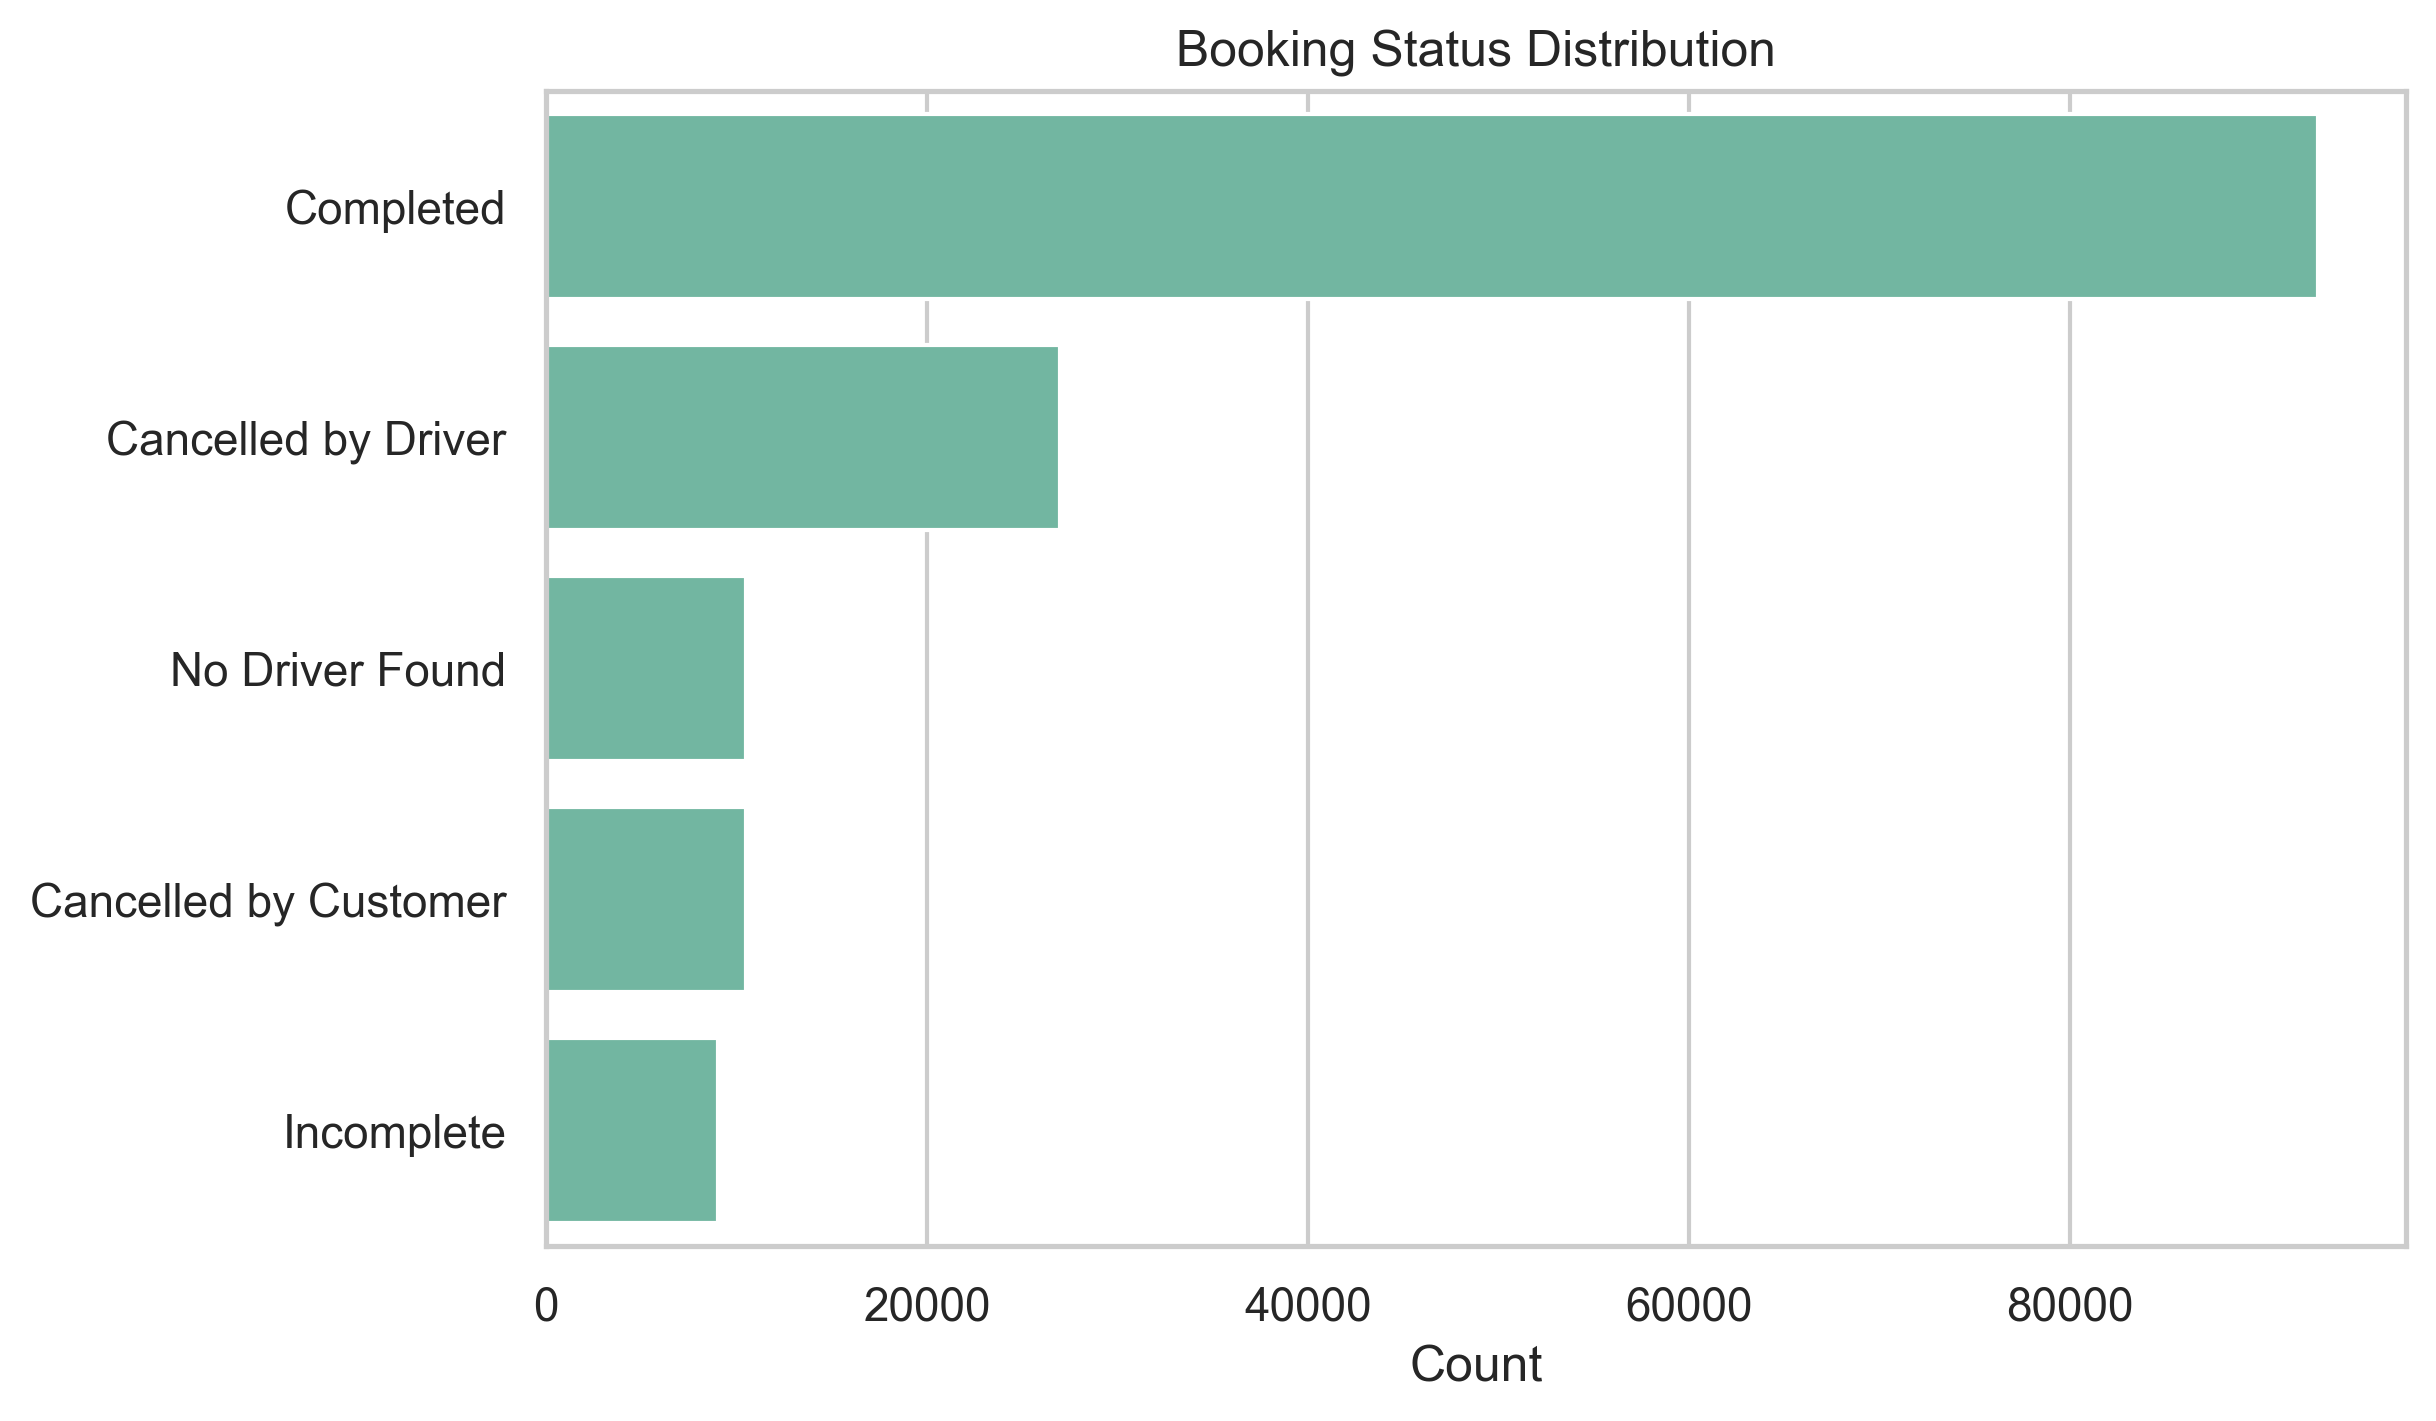 Booking Status Distribution
Completed
Cancelled by Driver
No Driver Found
Cancelled by Customer
Incomplete
0 20000 40000 60000 80000
Count